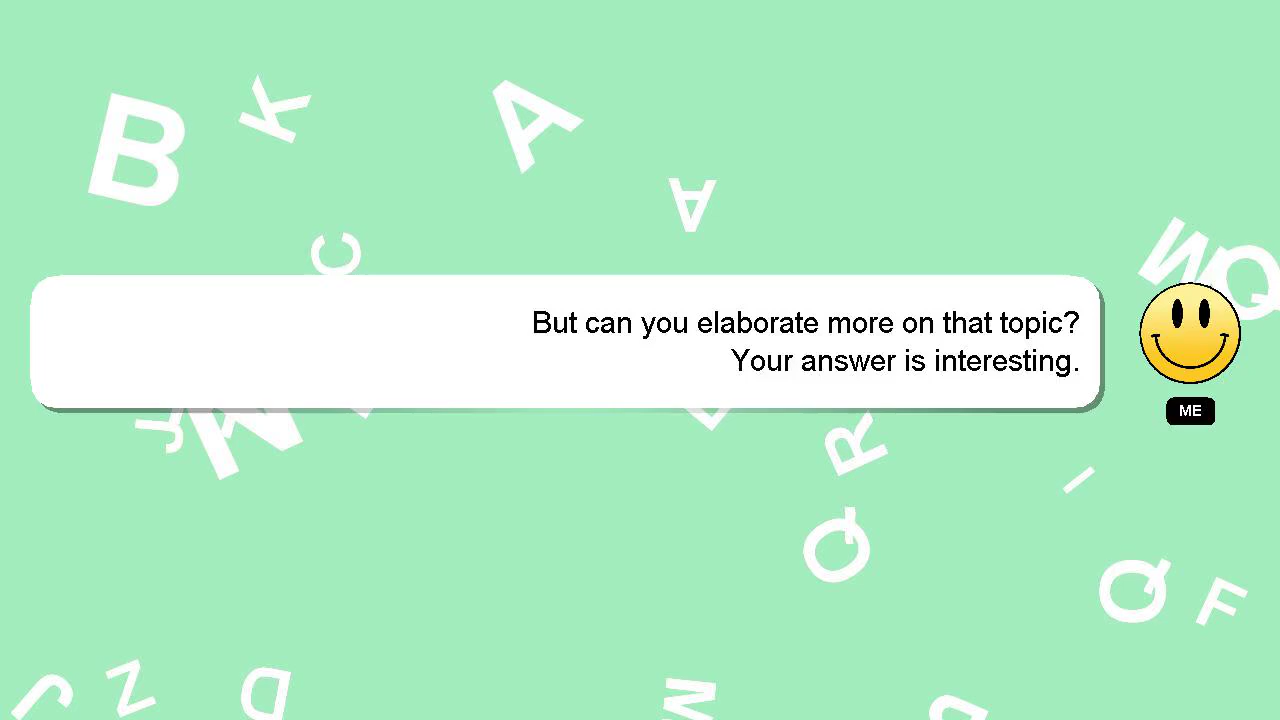 B
K
A
A
C
W
Q
But can you elaborate more on that topic?
Your answer is interesting.
ME
J
N
R
I
Q
Q
F
J
Z
D
M